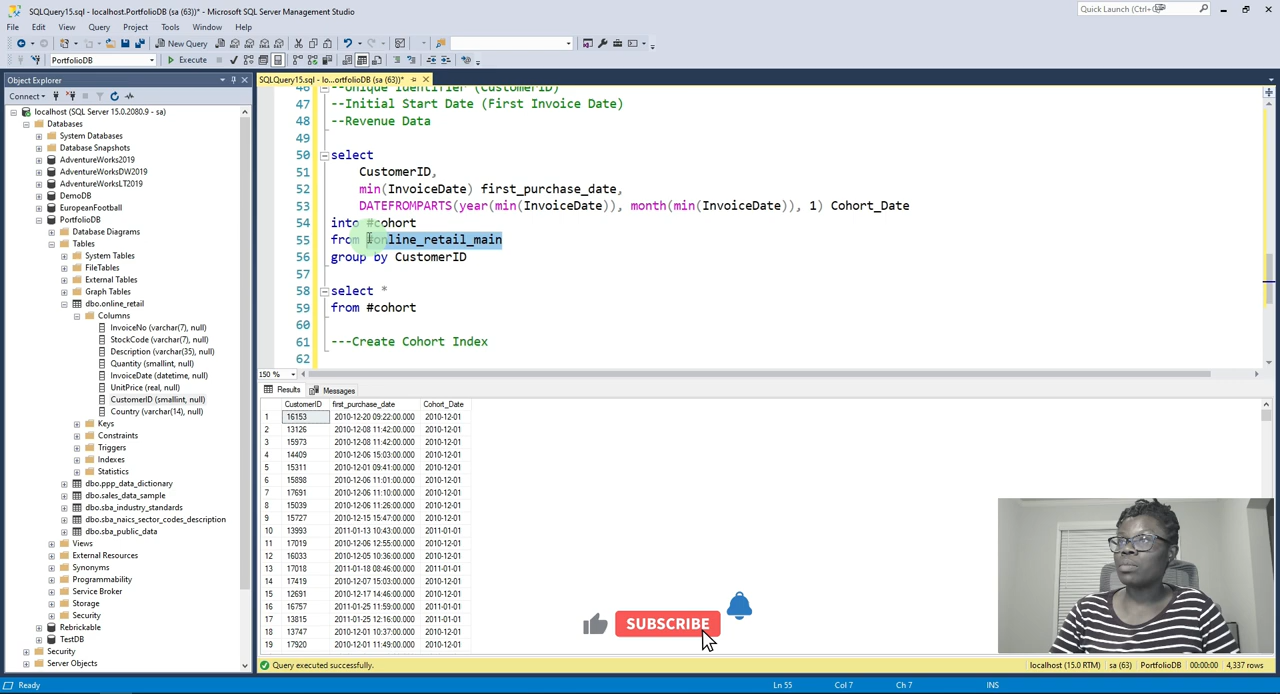 SQLQuery15.sql - localhost.PortfolioDB (sa (63))* - Microsoft SQL Server Management Studio
Quick Launch (Ctrl+
File Edit View Query Project Tools Window Help
New Query
PortfolioDB
Execute
Object Explorer
SQLQuery15.sql - lo...ortfolioDB (sa (63))*
Connect
localhost (SQL Server 15.0.2080.9 - sa)
Databases
System Databases
Database Snapshots
AdventureWorks2019
AdventureWorksDW2019
AdventureWorksLT2019
DemoDB
EuropeanFootball
PortfolioDB
Database Diagrams
Tables
System Tables
FileTables
External Tables
Graph Tables
dbo.online_retail
Columns
InvoiceNo (varchar(7), null)
StockCode (varchar(7), null)
Description (varchar(35), null)
Quantity (smallint, null)
InvoiceDate (datetime, null)
UnitPrice (real, null)
CustomerID (smallint, null)
Country (varchar(14), null)
Keys
Constraints
Triggers
Indexes
Statistics
dbo.ppp_data_dictionary
dbo.sales_data_sample
dbo.sba_industry_standards
dbo.sba_naics_sector_codes_description
dbo.sba_public_data
Views
External Resources
Synonyms
Programmability
Service Broker
Storage
Security
Rebrickable
TestDB
Security
Server Objects
46 --Unique Identifier (CustomerID)
47 --Initial Start Date (First Invoice Date)
48 --Revenue Data
49
50 select
51 CustomerID,
52 min(InvoiceDate) first_purchase_date,
53 DATEFROMPARTS(year(min(InvoiceDate)), month(min(InvoiceDate)), 1) Cohort_Date
54 into #cohort
55 from #online_retail_main
56 group by CustomerID
57
58 select *
59 from #cohort
60
61 ---Create Cohort Index
62
150 %
Results Messages
CustomerID first_purchase_date Cohort_Date
1 16153 2010-12-20 09:22:00.000 2010-12-01
2 13126 2010-12-08 11:42:00.000 2010-12-01
3 15973 2010-12-08 11:42:00.000 2010-12-01
4 14409 2010-12-06 15:03:00.000 2010-12-01
5 15311 2010-12-01 09:41:00.000 2010-12-01
6 15898 2010-12-06 11:01:00.000 2010-12-01
7 17691 2010-12-06 11:10:00.000 2010-12-01
8 15039 2010-12-06 11:26:00.000 2010-12-01
9 15727 2010-12-15 15:47:00.000 2010-12-01
10 13993 2011-01-13 10:43:00.000 2011-01-01
11 17019 2010-12-06 12:55:00.000 2010-12-01
12 16033 2010-12-05 10:36:00.000 2010-12-01
13 17018 2011-01-18 08:46:00.000 2011-01-01
14 17419 2010-12-07 15:03:00.000 2010-12-01
15 12691 2010-12-17 14:46:00.000 2010-12-01
16 16757 2011-01-25 11:59:00.000 2011-01-01
17 13815 2011-01-25 12:16:00.000 2011-01-01
18 13747 2010-12-01 10:37:00.000 2010-12-01
19 17920 2010-12-01 11:49:00.000 2010-12-01
SUBSCRIBE
Query executed successfully.
localhost (15.0 RTM) sa (63) PortfolioDB 00:00:00 4,337 rows
Ready
Ln 55 Col 7 Ch 7 INS